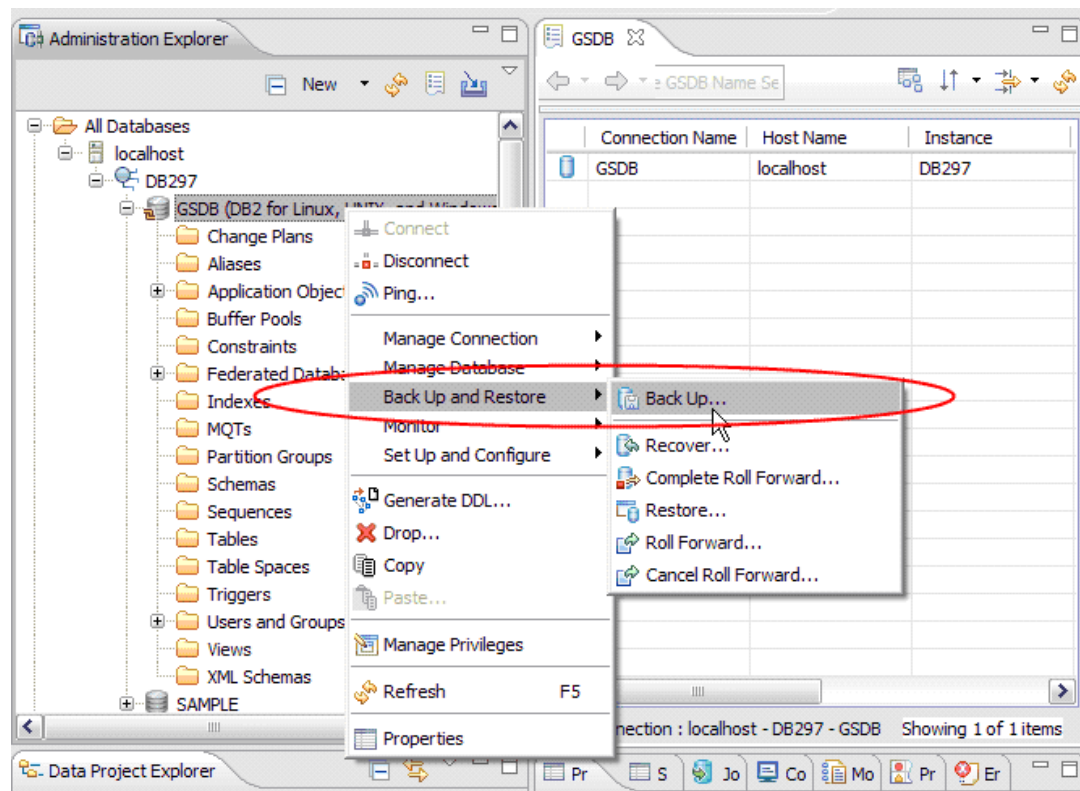 Administration Explorer
New
All Databases
localhost
DB297
GSDB (DB2 for Linux, UNIX, and Windows
Change Plans
Aliases
Application Object
Buffer Pools
Constraints
Federated Databa
Indexes
MQTs
Partition Groups
Schemas
Sequences
Tables
Table Spaces
Triggers
Users and Groups
Views
XML Schemas
SAMPLE
Connect
Disconnect
Ping...
Manage Connection
Manage Database
Back Up and Restore
Monitor
Set Up and Configure
Generate DDL...
Drop...
Copy
Paste...
Manage Privileges
Refresh F5
Properties
Back Up...
Recover...
Complete Roll Forward...
Restore...
Roll Forward...
Cancel Roll Forward...
GSDB
GSDB Name Se
Connection Name Host Name Instance
GSDB localhost DB297
nection : localhost - DB297 - GSDB Showing 1 of 1 items
Data Project Explorer
Pr S Jo Co Mo Pr Er